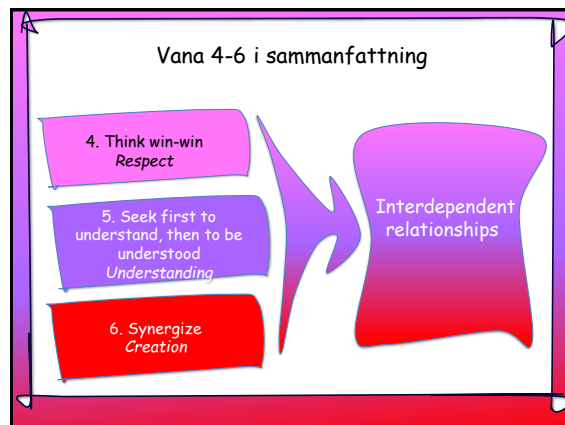 Vana 4-6 i sammanfattning
4. Think win-win
Respect
5. Seek first to
understand, then to be
understood
Understanding
6. Synergize
Creation
Interdependent
relationships